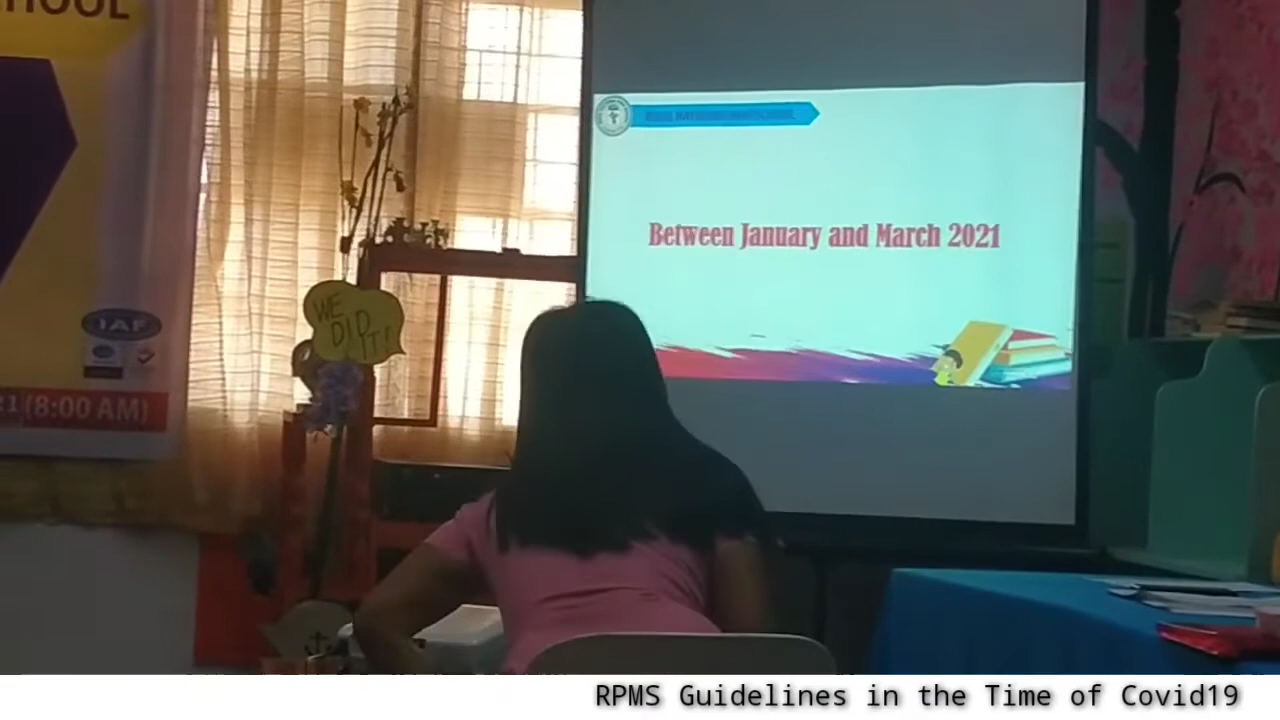 HOOL
Between January and March 2021
WE
DID
IT!
IAF
21 (8:00 AM)
RPMS Guidelines in the Time of Covid19